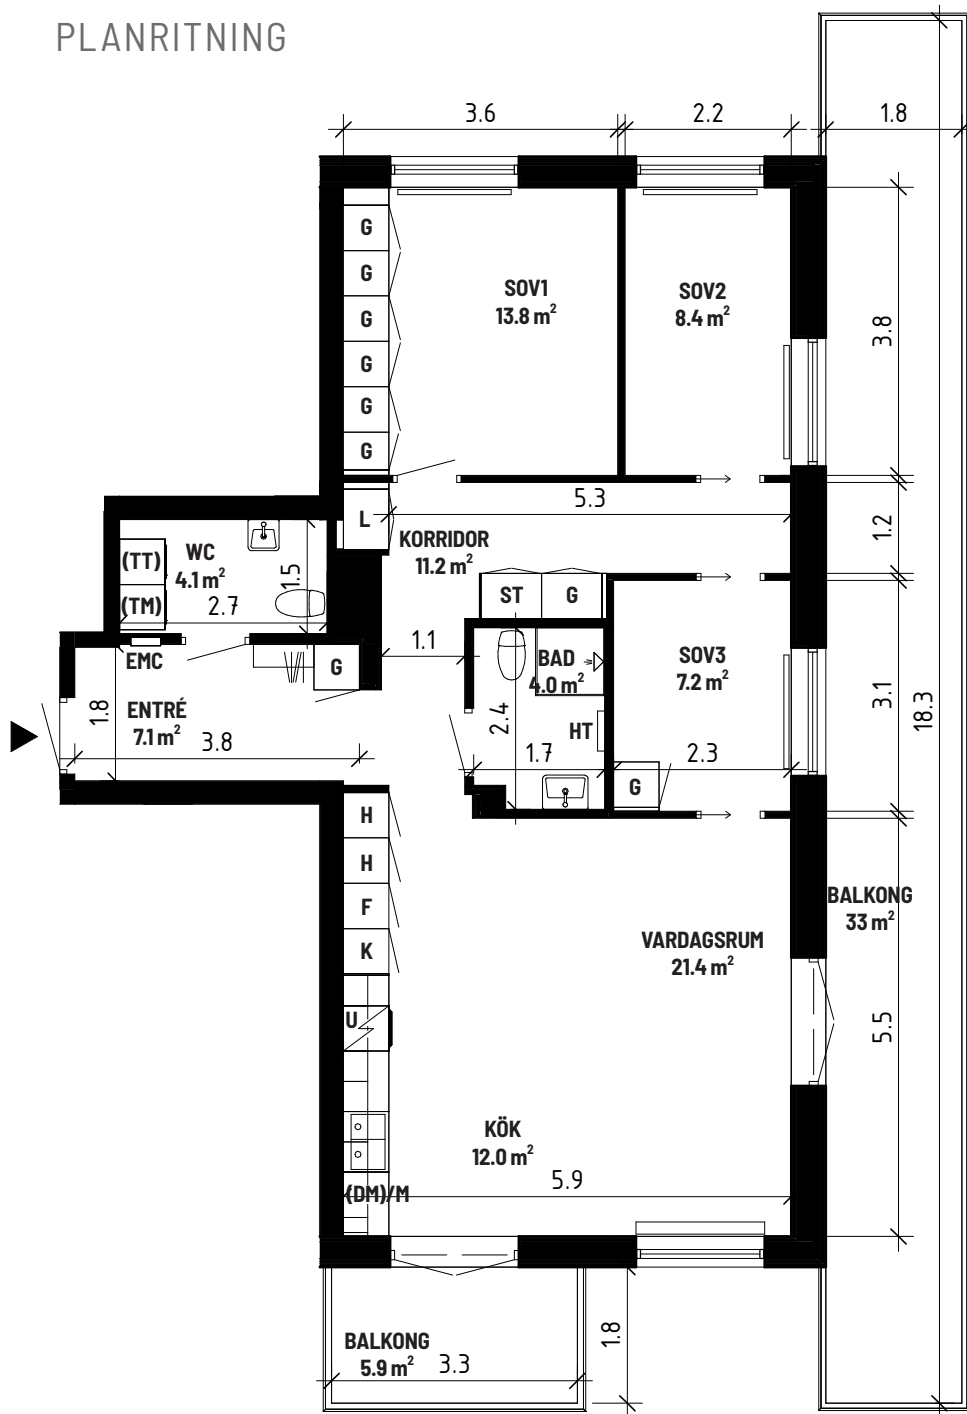 PLANRITNING
3.6
2.2
1.8
G
G
G
G
G
G
SOV1
13.8 m²
SOV2
8.4 m²
3.8
5.3
L
KORRIDOR
11.2 m²
1.2
(TT)
WC
4.1 m²
1.5
(TM)
2.7
ST
G
EMC
G
1.1
BAD
4.0 m²
SOV3
7.2 m²
3.1
18.3
ENTRÉ
7.1 m²
1.8
3.8
2.4
HT
1.7
2.3
G
H
H
F
K
U
VARDAGSRUM
21.4 m²
BALKONG
33 m²
5.5
KÖK
12.0 m²
5.9
(DM)/M
BALKONG
5.9 m²
3.3
1.8